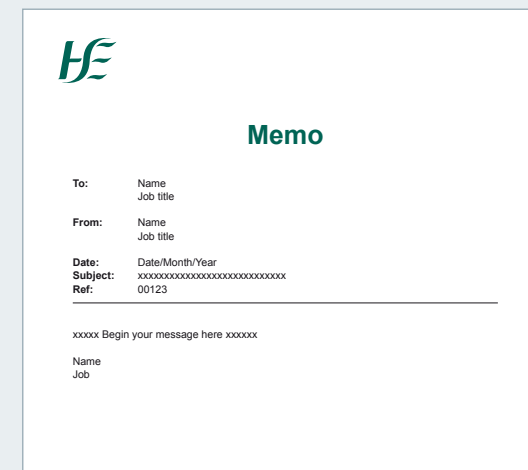 HSE
Memo
To: Name
Job title
From: Name
Job title
Date: Date/Month/Year
Subject: xxxxxxxxxxxxxxxxxxxxxxxxxxxx
Ref: 00123
xxxxx Begin your message here xxxxxx
Name
Job